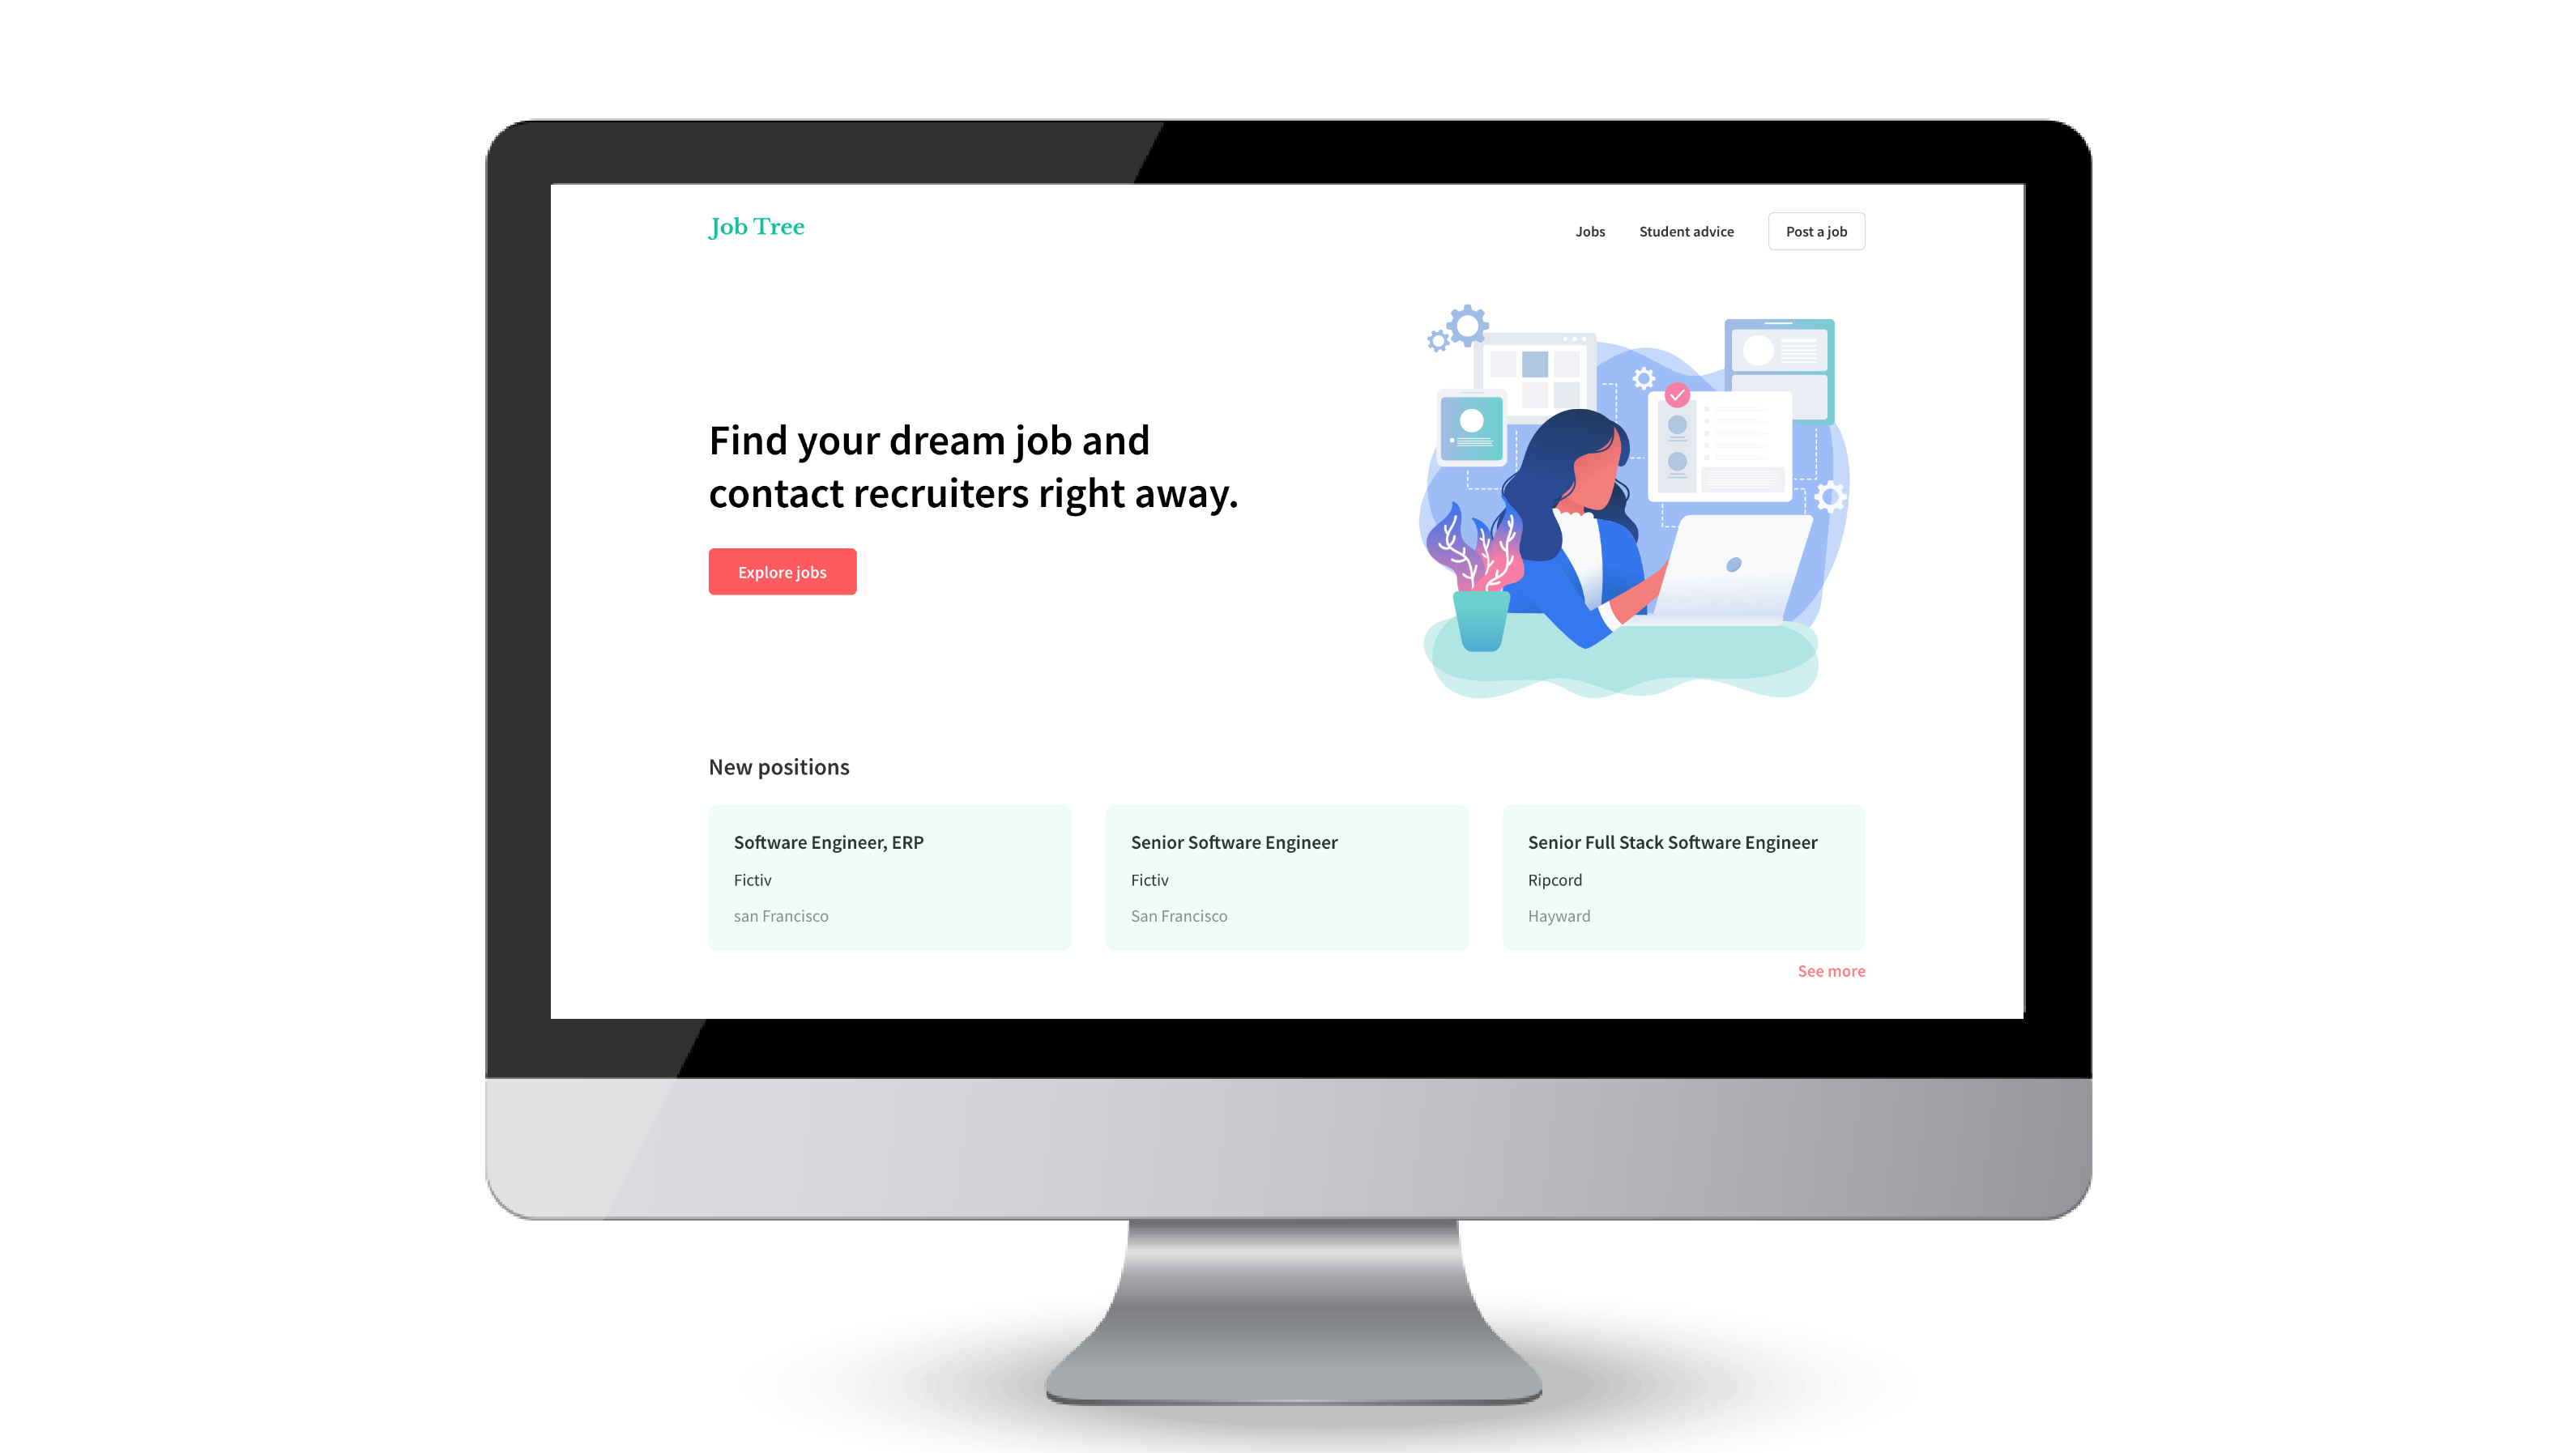 Job Tree
Jobs
Student advice
Post a job
Find your dream job and
contact recruiters right away.
Explore jobs
New positions
Software Engineer, ERP
Fictiv
san Francisco
Senior Software Engineer
Fictiv
San Francisco
Senior Full Stack Software Engineer
Ripcord
Hayward
See more